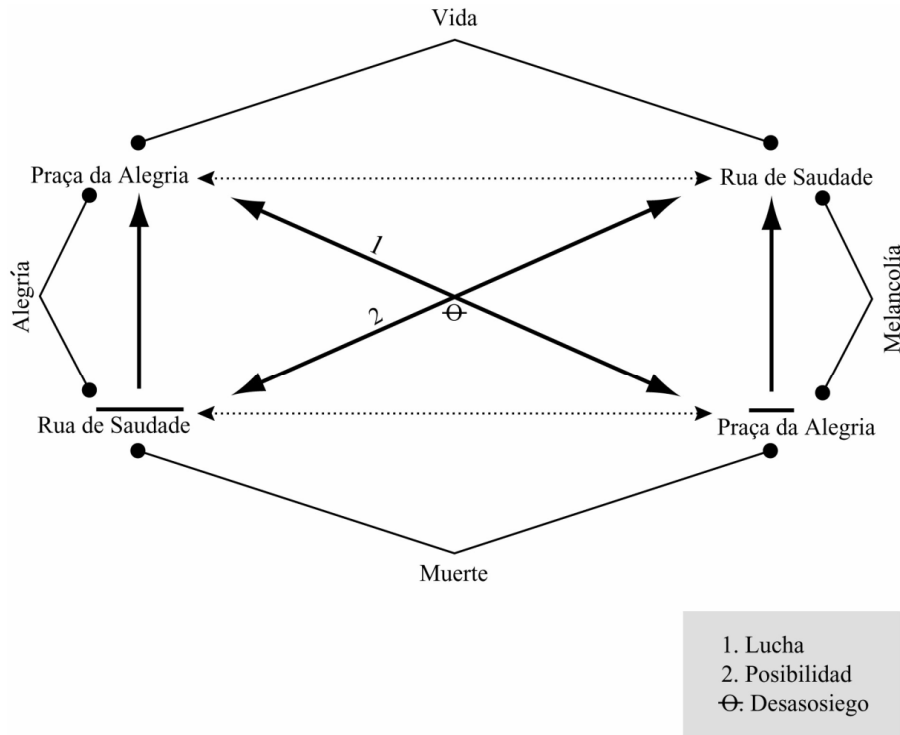 Vida
Praça da Alegria
Rua de Saudade
Alegría
1
2
Ɵ
Melancolía
Rua de Saudade
Praça da Alegria
Muerte
1. Lucha
2. Posibilidad
Ɵ. Desasosiego